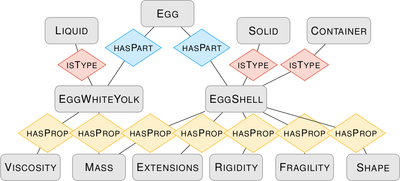 EGG
LIQUID
SOLID
CONTAINER
HASPART
HASPART
ISTYPE
ISTYPE
ISTYPE
EGGWHITEYOLK
EGGSHELL
HASPROP
HASPROP
HASPROP
HASPROP
HASPROP
HASPROP
HASPROP
VISCOSITY
MASS
EXTENSIONS
RIGIDITY
FRAGILITY
SHAPE